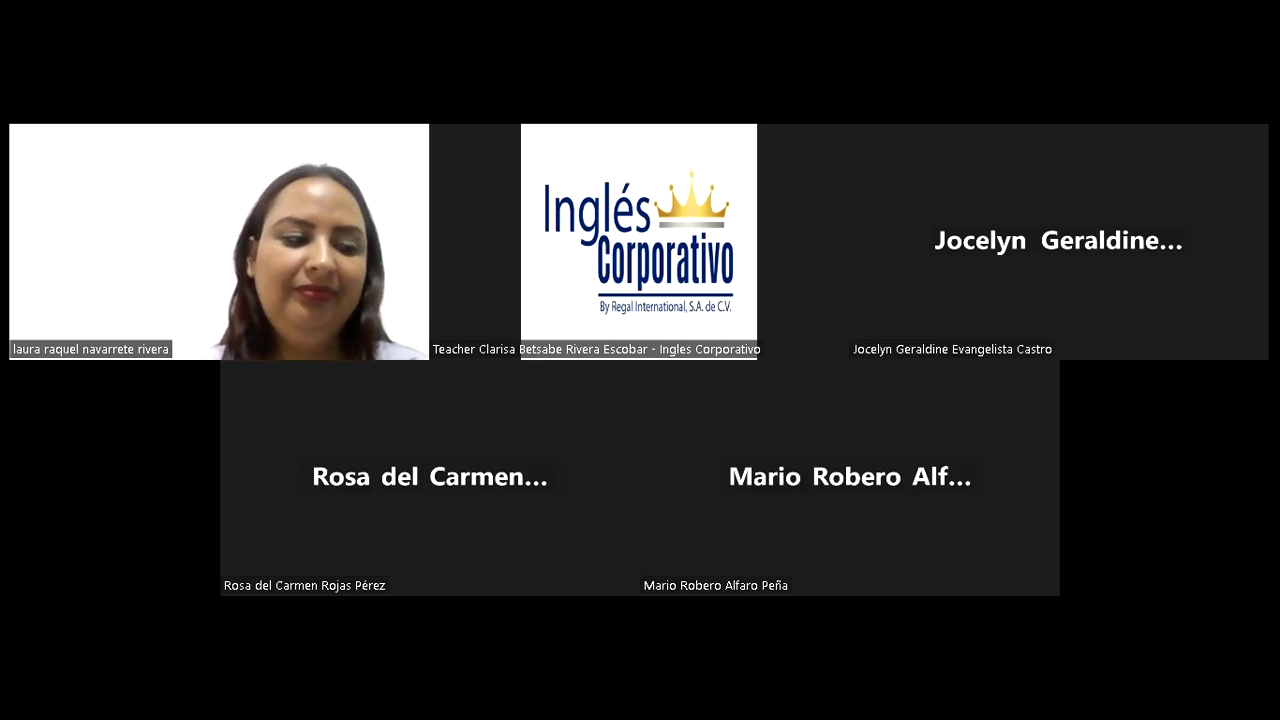 Inglés
Corporativo
By Regal International, S.A. de C.V.
Jocelyn Geraldine...
laura raquel navarrete rivera
Teacher Clarisa Betsabe Rivera Escobar - Ingles Corporativo
Jocelyn Geraldine Evangelista Castro
Rosa del Carmen...
Mario Robero Alf...
Rosa del Carmen Rojas Pérez
Mario Robero Alfaro Peña